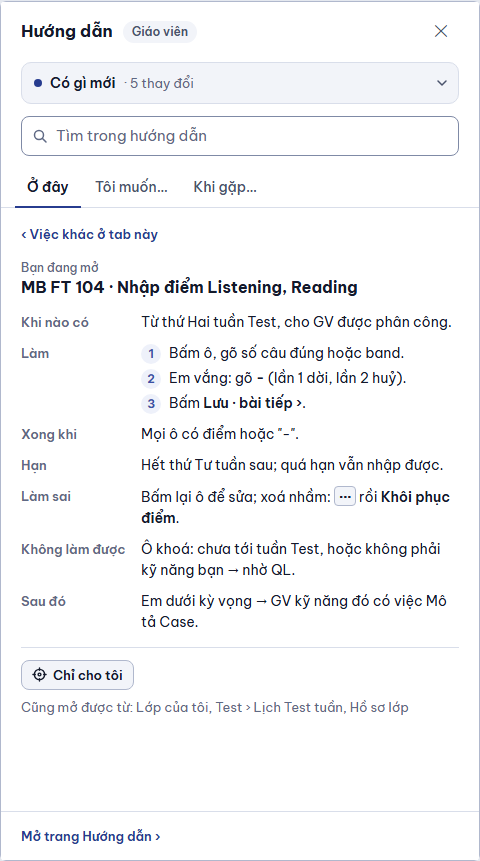 Hướng dẫn Giáo viên
Có gì mới · 5 thay đổi
Tìm trong hướng dẫn
Ở đây Tôi muốn... Khi gặp...
‹ Việc khác ở tab này
Bạn đang mở
MB FT 104 · Nhập điểm Listening, Reading
Khi nào có Từ thứ Hai tuần Test, cho GV được phân công.
Làm 1 Bấm ô, gõ số câu đúng hoặc band.
2 Em vắng: gõ - (lần 1 dời, lần 2 huỷ).
3 Bấm Lưu · bài tiếp ›.
Xong khi Mọi ô có điểm hoặc "-".
Hạn Hết thứ Tư tuần sau; quá hạn vẫn nhập được.
Làm sai Bấm lại ô để sửa; xoá nhầm: ... rồi Khôi phục
điểm.
Không làm được Ô khoá: chưa tới tuần Test, hoặc không phải
kỹ năng bạn → nhờ QL.
Sau đó Em dưới kỳ vọng → GV kỹ năng đó có việc Mô
tả Case.
Chỉ cho tôi
Cũng mở được từ: Lớp của tôi, Test › Lịch Test tuần, Hồ sơ lớp
Mở trang Hướng dẫn ›